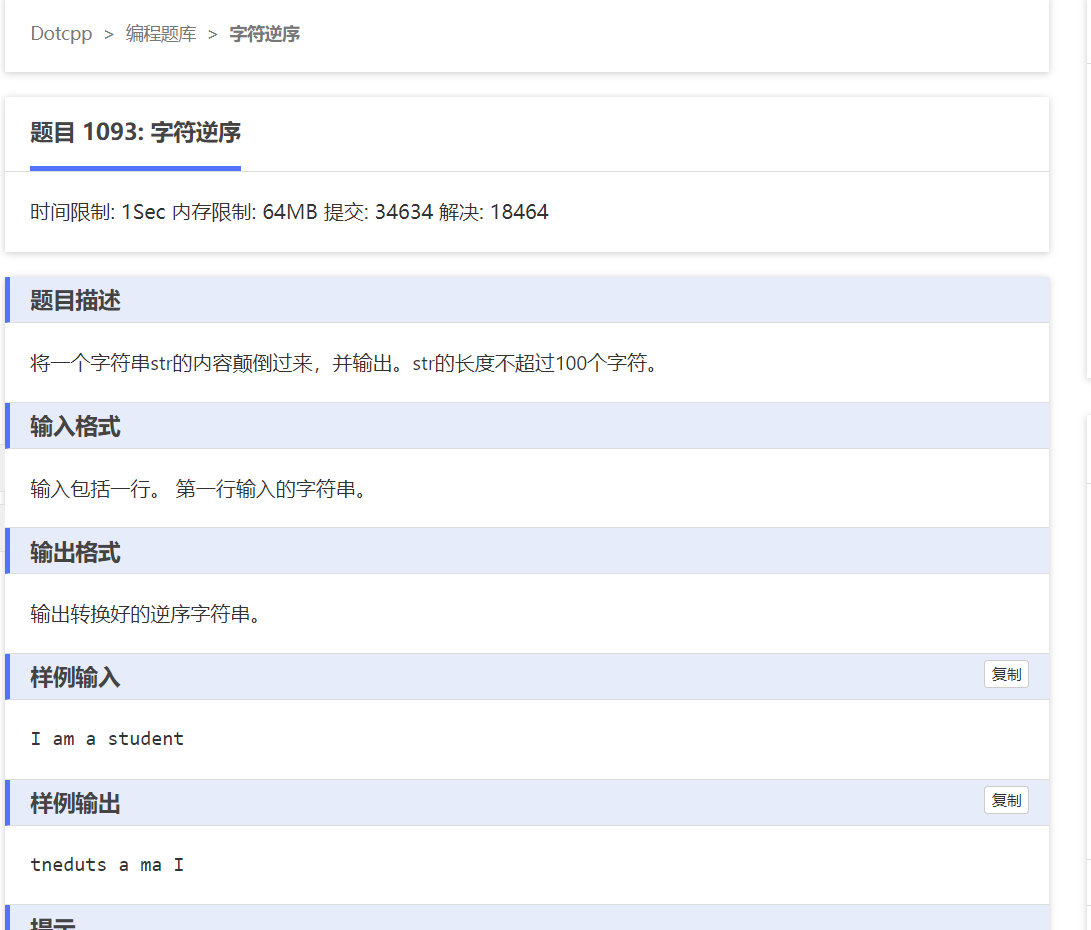 Dotcpp > 编程题库 > 字符逆序
题目 1093: 字符逆序
时间限制: 1Sec 内存限制: 64MB 提交: 34634 解决: 18464
题目描述
将一个字符串str的内容颠倒过来，并输出。str的长度不超过100个字符。
输入格式
输入包括一行。 第一行输入的字符串。
输出格式
输出转换好的逆序字符串。
样例输入
复制
I am a student
样例输出
复制
tneduts a ma I
提示